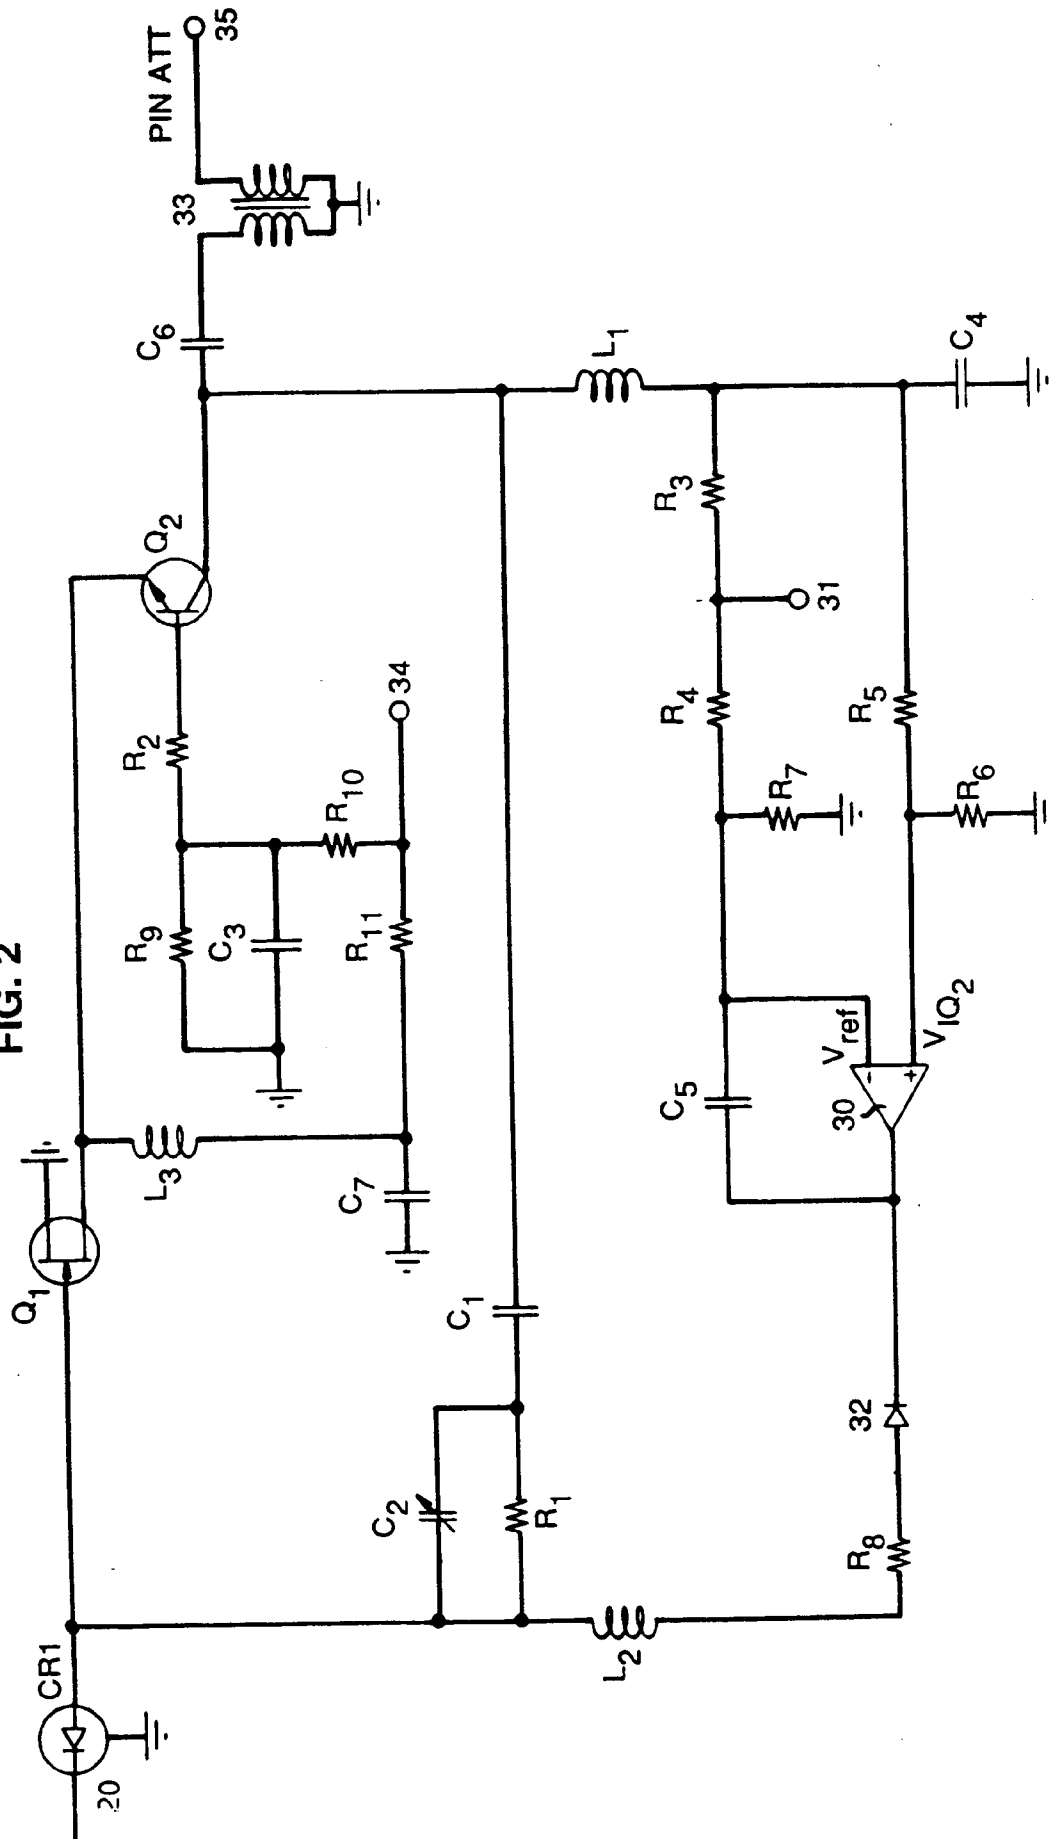 FIG. 2
PIN ATT
35
33
C6
Q2
Q1
R2
R9
C3
R10
34
R11
L3
C7
L1
C4
R3
31
R4
R5
R7
R6
C1
C2
R1
C5
Vref
VIQ2
30
-
+
32
R8
L2
CR1
20